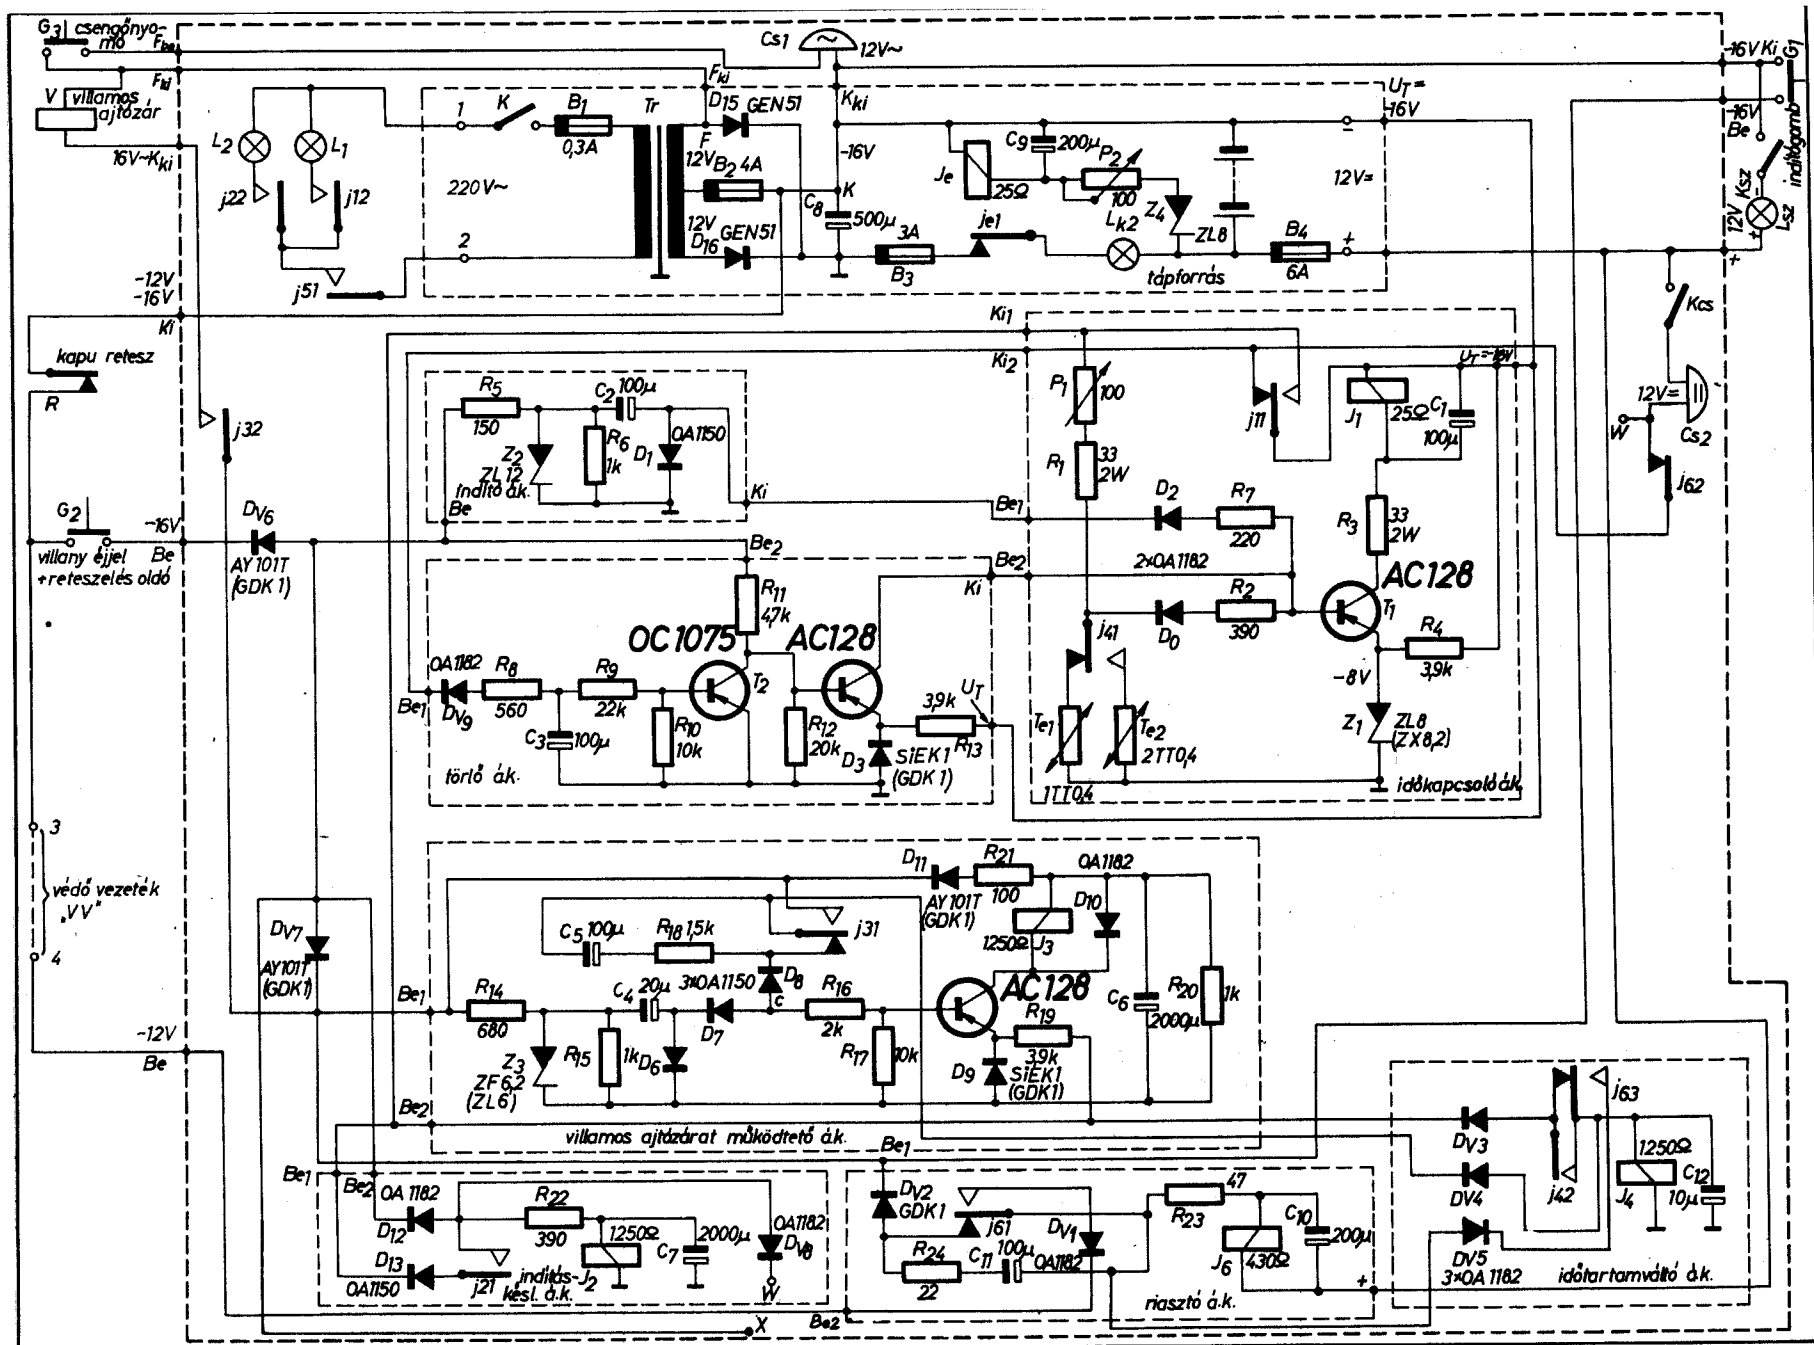 G3 csengőnyo-
mó
Fbe
Fki
V villamos
ajtózár
16V~Kki
L2
L1
j22
j12
j51
-12V
-16V
Ki
kapu retesz
R
j32
G2
-16V
Be
villany éjjel
+reteszelés oldó
DV6
AY101T
(GDK1)
3
védő vezeték
"VV"
4
-12V
Be
Cs1
12V~
1
K
B1
0,3A
Tr
220V~
2
Fki
D15
GEN51
F
12V
B2 4A
12V
D16
GEN51
Kki
-16V
K
C8
500μ
3A
B3
Je
25Ω
C9
200μ
P2
100
je1
Lk2
Z4
ZL8
tápforrás
B4
6A
UT=
-16V
-
12V=
+
-16V Ki
G1
-16V
Be
indítógomb
Ksz
12V
-
Lsz
+
+
Kcs
12V=
Cs2
W
j62
R5
150
C2
100μ
R6
1k
Z2
ZL12
D1
OA1150
indító á.k.
Be
Ki
Be2
R11
4,7k
OC1075
AC128
OA1182
Be1
DV9
R8
560
R9
22k
C3
100μ
R10
10k
T2
R12
20k
D3
SiEK1
(GDK1)
3,9k
R13
UT
törlő á.k.
Ki
Ki1
Ki2
Be1
Be2
P1
100
R1
33
2W
j11
UT=-16V
J1
25Ω
C1
100μ
D2
R7
220
2×OA1182
R3
33
2W
AC128
R2
390
D0
T1
R4
3,9k
j41
-8V
Z1
ZL8
(ZX8,2)
Te1
1TT0,4
Te2
2TT0,4
időkapcsoló á.k.
DV7
AY101T
(GDK1)
Be1
R14
680
Z3
ZF6,2
(ZL6)
R15
1k
C4
20μ
D6
D7
3×OA1150
D8
c
C5
100μ
R18 1,5k
j31
R16
2k
R17
10k
D11
AY101T
(GDK1)
R21
100
OA1182
D10
J3
1250Ω
AC128
R19
3,9k
D9
SiEK1
(GDK1)
C6
2000μ
R20
1k
Be2
villamos ajtózárat működtető á.k.
Be1
Be2
OA1182
D12
D13
OA1150
R22
390
1250Ω
J2
C7
2000μ
OA1182
DV8
W
j21
indítás-
késl. á.k.
X
Be1
DV2
GDK1
j61
DV1
OA1182
R24
22
C11
100μ
47
R23
J6
430Ω
C10
200μ
+
riasztó á.k.
Be2
DV3
DV4
DV5
3×OA1182
j63
j42
1250Ω
J4
C12
10μ
időtartamváltó á.k.